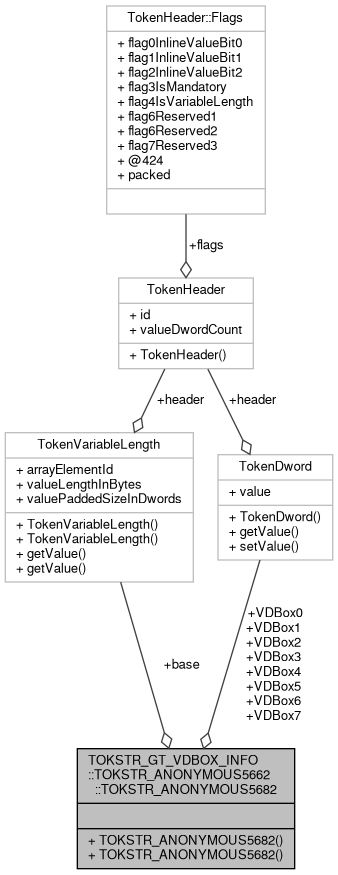 TokenHeader::Flags
+ flag0InlineValueBit0
+ flag1InlineValueBit1
+ flag2InlineValueBit2
+ flag3IsMandatory
+ flag4IsVariableLength
+ flag6Reserved1
+ flag6Reserved2
+ flag7Reserved3
+ @424
+ packed
+flags
TokenHeader
+ id
+ valueDwordCount
+ TokenHeader()
+header
+header
TokenVariableLength
+ arrayElementId
+ valueLengthInBytes
+ valuePaddedSizeInDwords
+ TokenVariableLength()
+ TokenVariableLength()
+ getValue()
+ getValue()
TokenDword
+ value
+ TokenDword()
+ getValue()
+ setValue()
+base
+VDBox0
+VDBox1
+VDBox2
+VDBox3
+VDBox4
+VDBox5
+VDBox6
+VDBox7
TOKSTR_GT_VDBOX_INFO
::TOKSTR_ANONYMOUS5662
::TOKSTR_ANONYMOUS5682
+ TOKSTR_ANONYMOUS5682()
+ TOKSTR_ANONYMOUS5682()